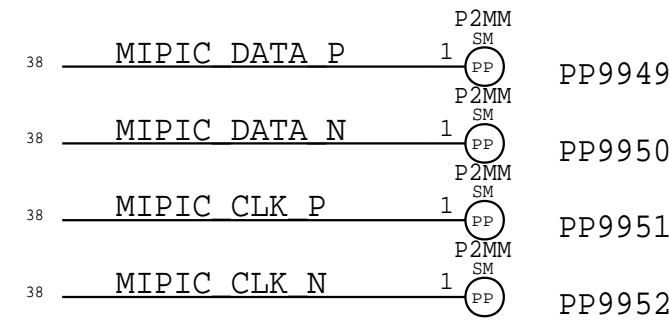 P2MM
SM
38 MIPIC_DATA_P 1 PP PP9949
P2MM
SM
38 MIPIC_DATA_N 1 PP PP9950
P2MM
SM
38 MIPIC_CLK_P 1 PP PP9951
P2MM
SM
38 MIPIC_CLK_N 1 PP PP9952